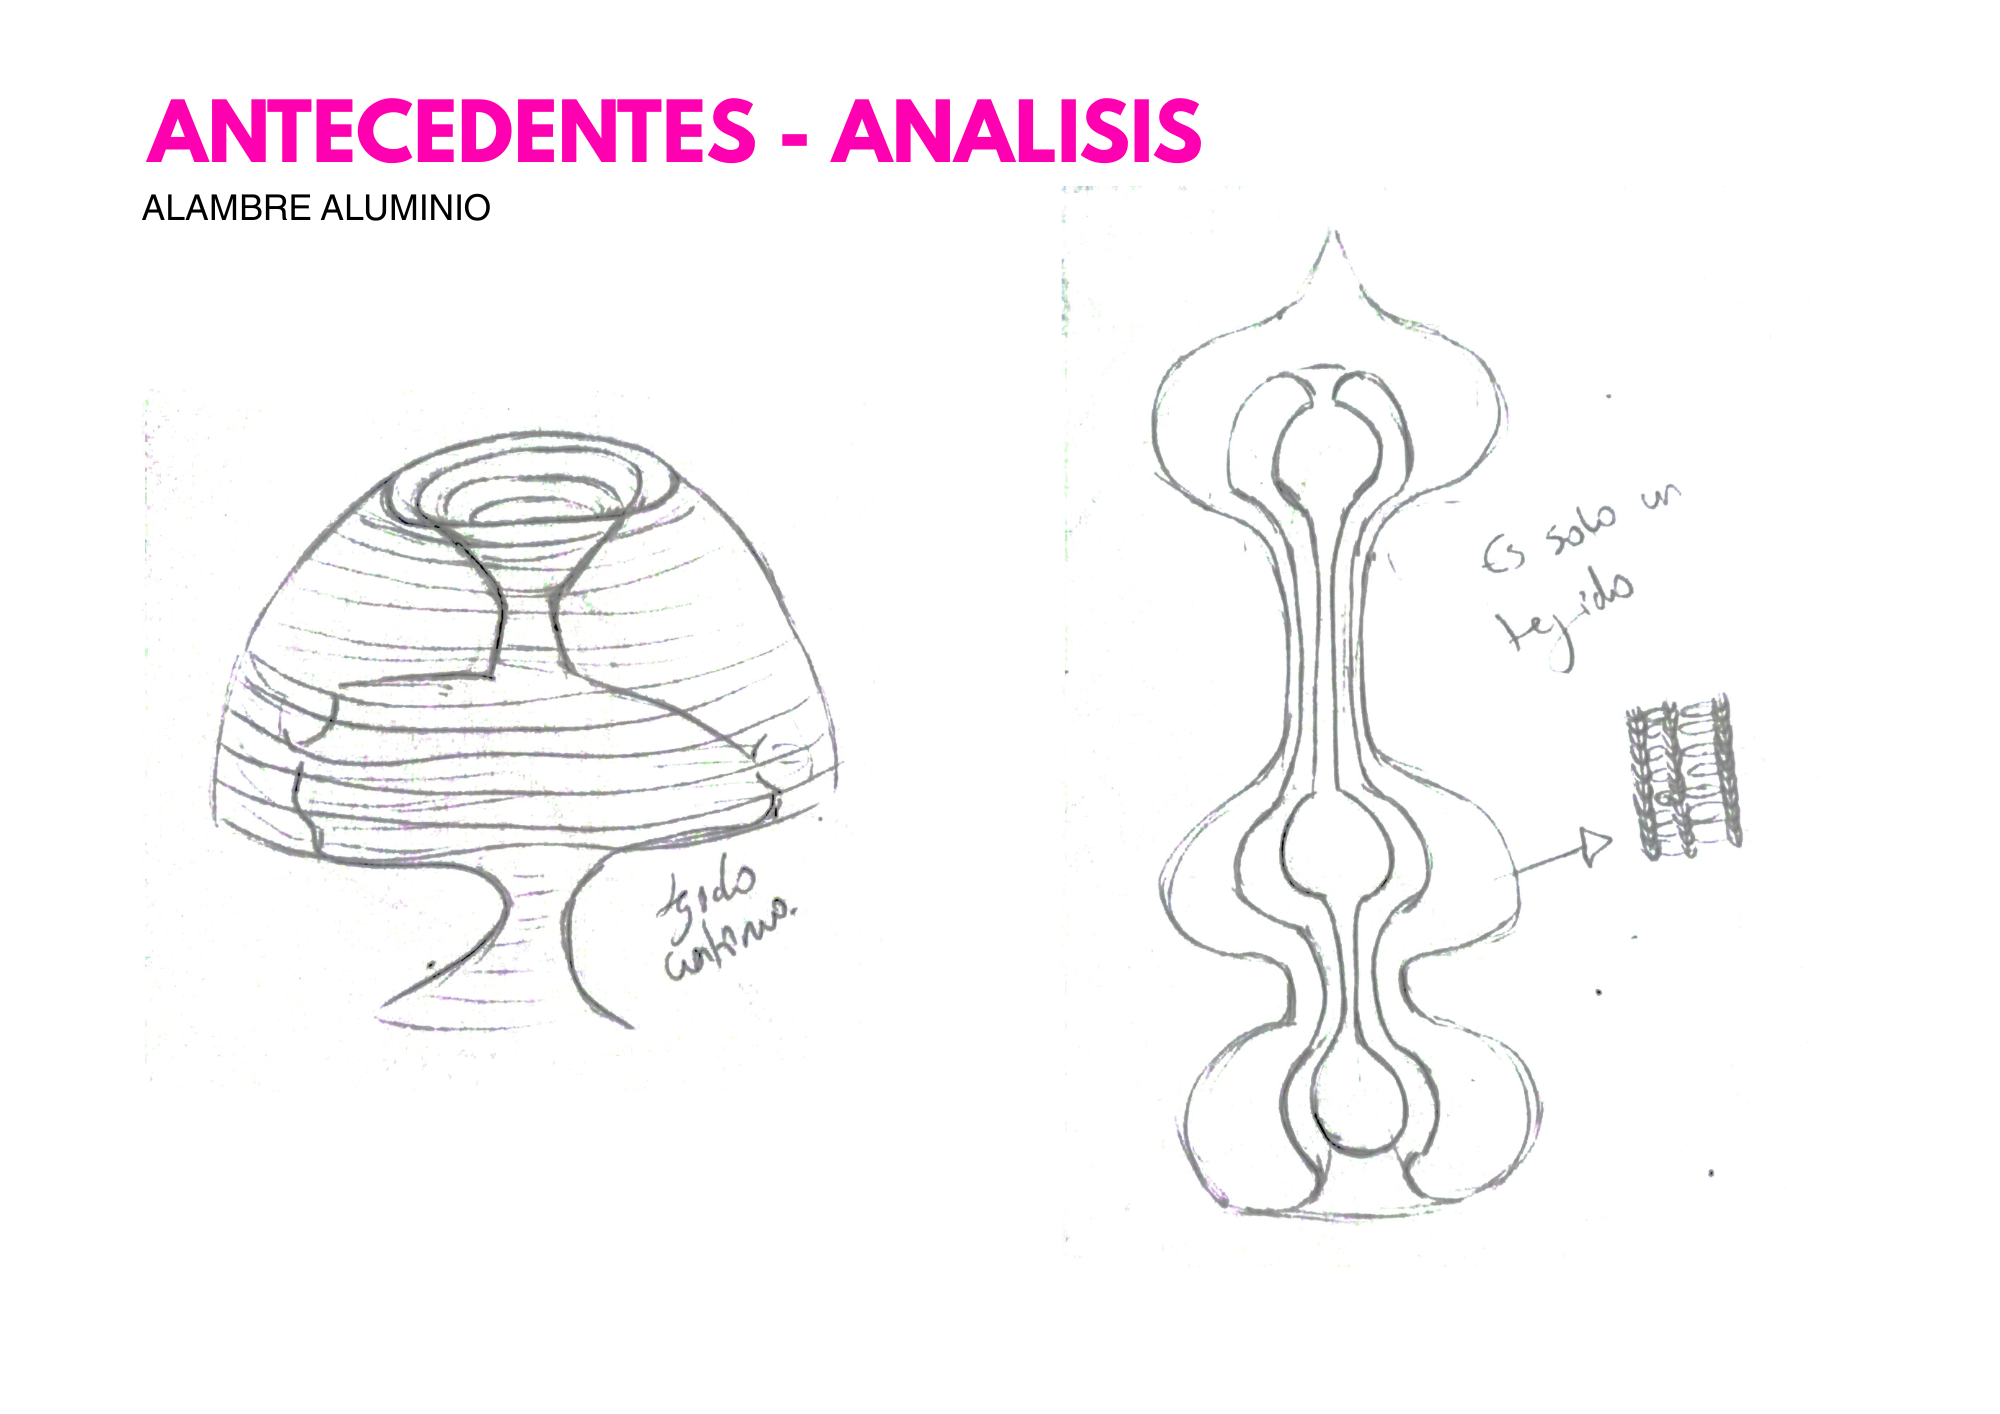 ANTECEDENTES - ANALISIS
ALAMBRE ALUMINIO
Es solo un
tejido
tejido
continuo.